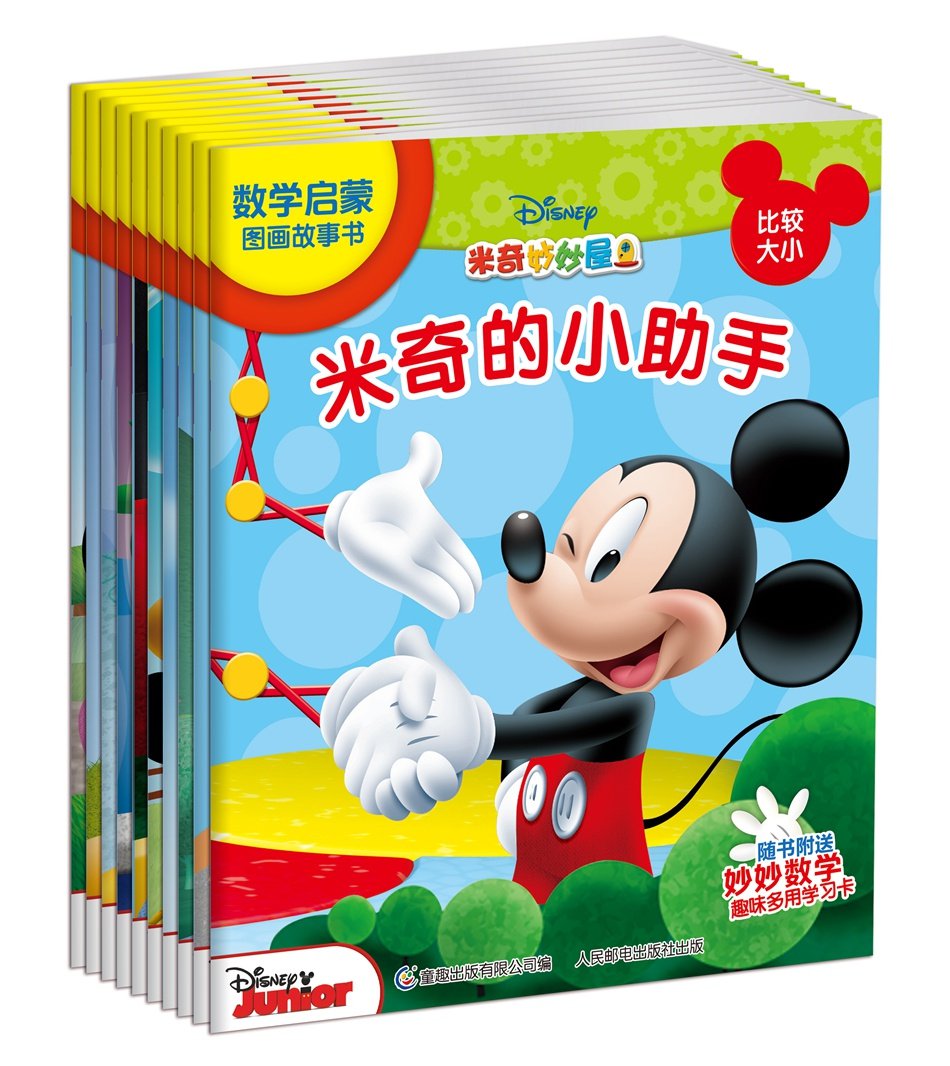 数学启蒙
图画故事书
Disney
米奇妙妙屋
比较
大小
米奇的小助手
随书附送
妙妙数学
趣味多用学习卡
Disney
Junior
童趣出版有限公司编
人民邮电出版社出版